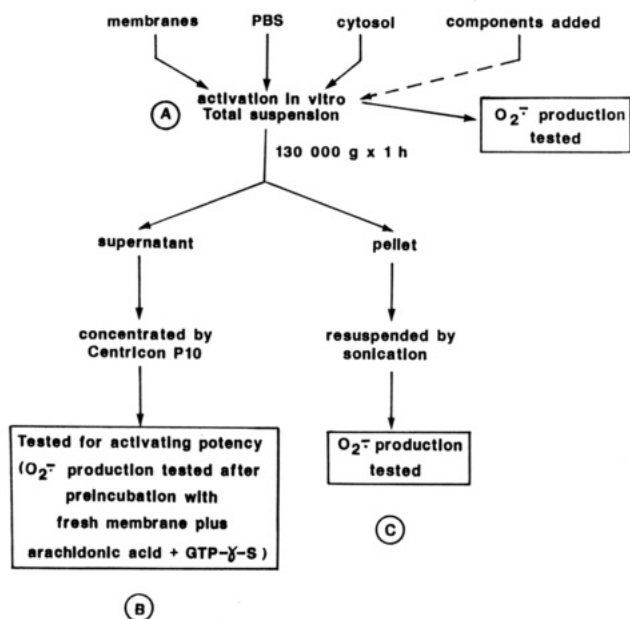 membranes PBS cytosol components added
activation in vitro
Total suspension
A
O2∸ production
tested
130 000 g x 1 h
supernatant pellet
concentrated by
Centricon P10
resuspended by
sonication
Tested for activating potency
(O2∸ production tested after
preincubation with
fresh membrane plus
arachidonic acid + GTP-ɣ-S)
O2∸ production
tested
C
B